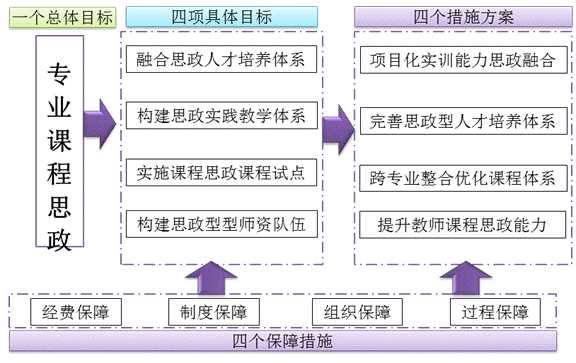 一个总体目标
四项具体目标
四个措施方案
专业课程思政
融合思政人才培养体系
构建思政实践教学体系
实施课程思政课程试点
构建思政型型师资队伍
项目化实训能力思政融合
完善思政型人才培养体系
跨专业整合优化课程体系
提升教师课程思政能力
经费保障
制度保障
组织保障
过程保障
四个保障措施